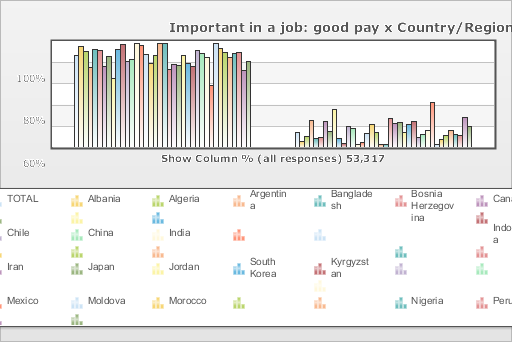 Important in a job: good pay x Country/Region
100%
80%
60%
Show Column % (all responses) 53,317
TOTAL Albania Algeria Argentin Banglade Bosnia Cana
a sh Herzegov
ina
Chile China India Indo
a
Iran Japan Jordan South Kyrgyzst
Korea an
Mexico Moldova Morocco Nigeria Peru